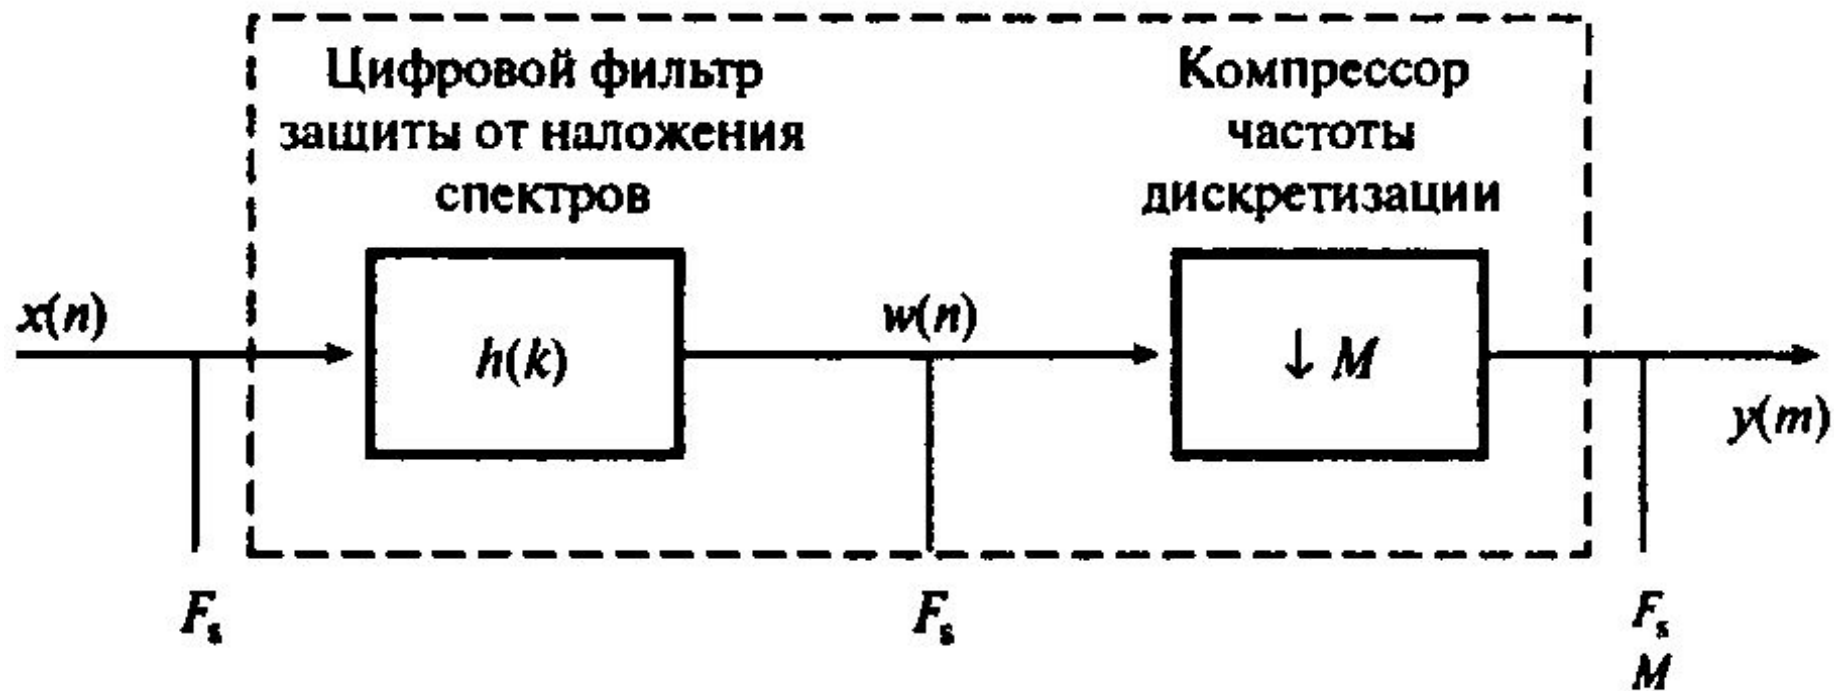 Цифровой фильтр
защиты от наложения
спектров
Компрессор
частоты
дискретизации
x(n)
h(k)
w(n)
↓ M
y(m)
Fₛ
Fₛ
Fₛ
M